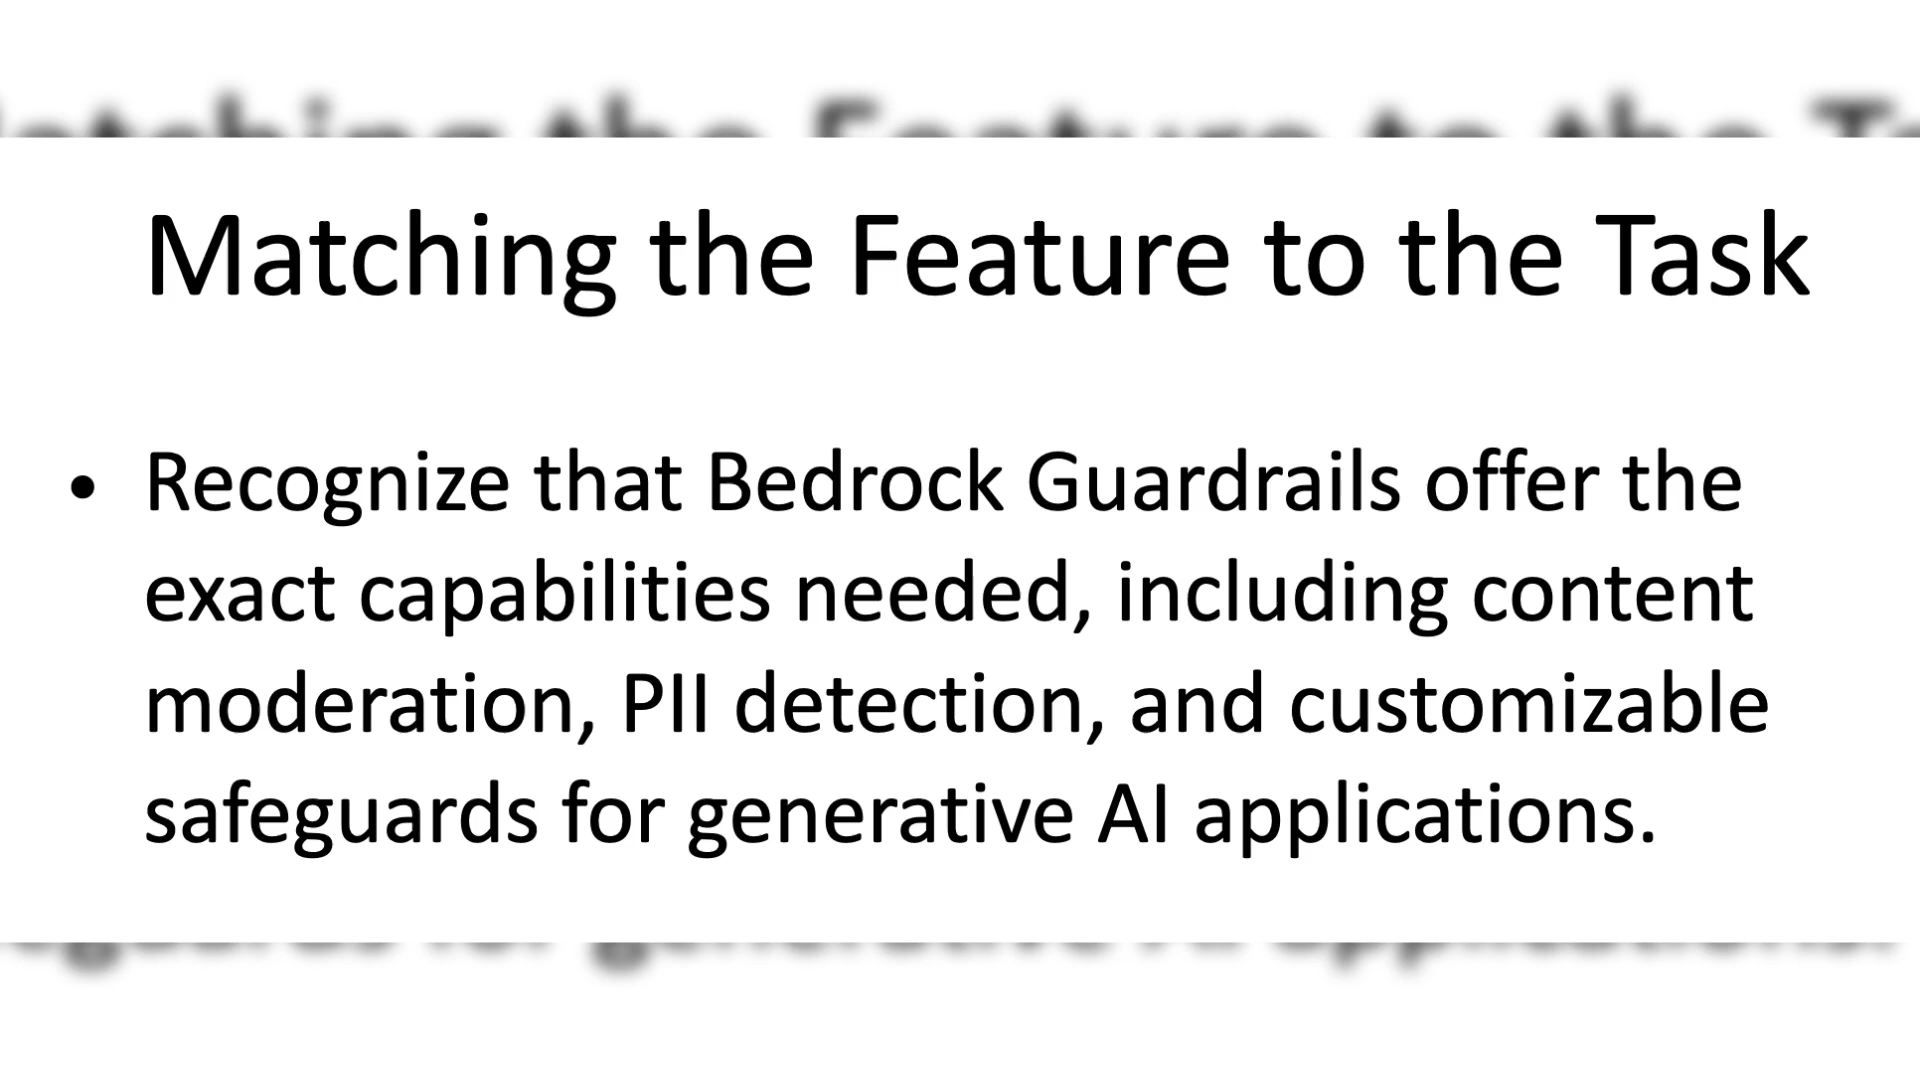 Matching the Feature to the Task
• Recognize that Bedrock Guardrails offer the
exact capabilities needed, including content
moderation, PII detection, and customizable
safeguards for generative AI applications.